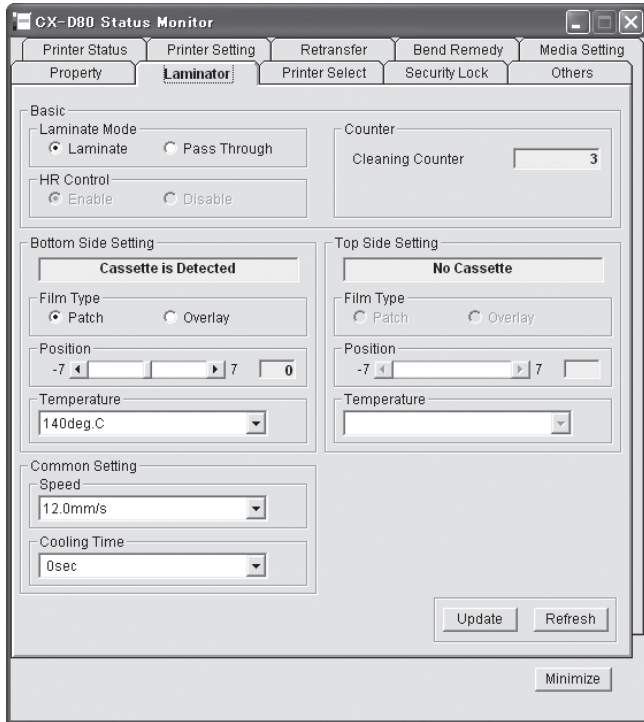 CX-D80 Status Monitor
Printer Status Printer Setting Retransfer Bend Remedy Media Setting
Property Laminator Printer Select Security Lock Others
Basic
Laminate Mode
Laminate Pass Through
HR Control
Enable Disable
Counter
Cleaning Counter 3
Bottom Side Setting
Cassette is Detected
Film Type
Patch Overlay
Position
-7 7 0
Temperature
140deg.C
Top Side Setting
No Cassette
Film Type
Patch Overlay
Position
-7 7
Temperature
Common Setting
Speed
12.0mm/s
Cooling Time
0sec
Update Refresh
Minimize